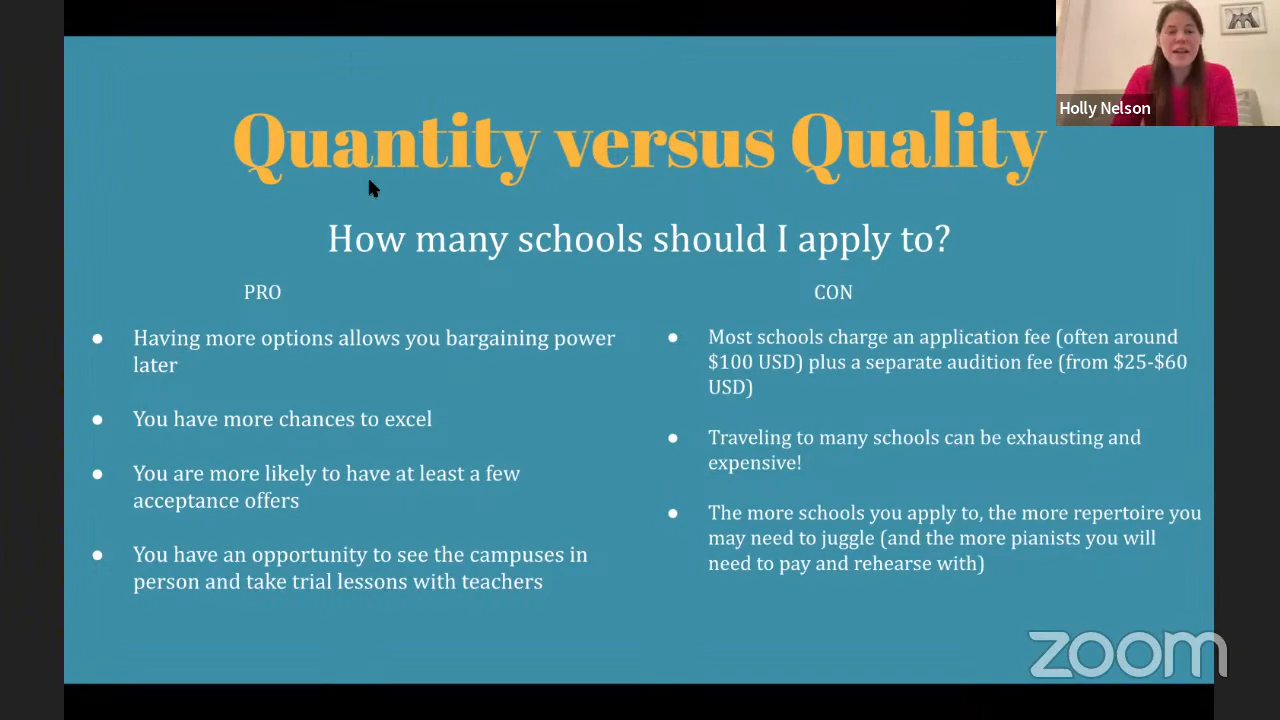 Holly Nelson
Quantity versus Quality
How many schools should I apply to?
PRO
● Having more options allows you bargaining power
later
● You have more chances to excel
● You are more likely to have at least a few
acceptance offers
● You have an opportunity to see the campuses in
person and take trial lessons with teachers
CON
● Most schools charge an application fee (often around
$100 USD) plus a separate audition fee (from $25-$60
USD)
● Traveling to many schools can be exhausting and
expensive!
● The more schools you apply to, the more repertoire you
may need to juggle (and the more pianists you will
need to pay and rehearse with)
zoom